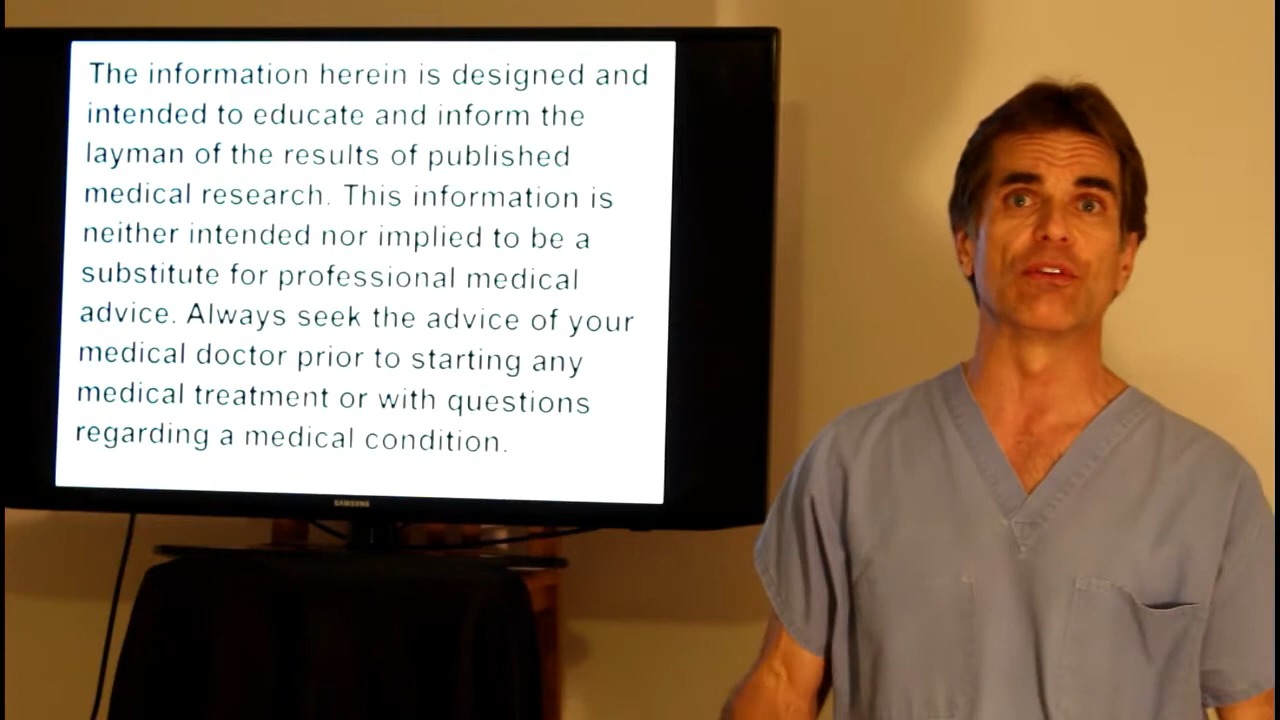 The information herein is designed and
intended to educate and inform the
layman of the results of published
medical research. This information is
neither intended nor implied to be a
substitute for professional medical
advice. Always seek the advice of your
medical doctor prior to starting any
medical treatment or with questions
regarding a medical condition.
SAMSUNG